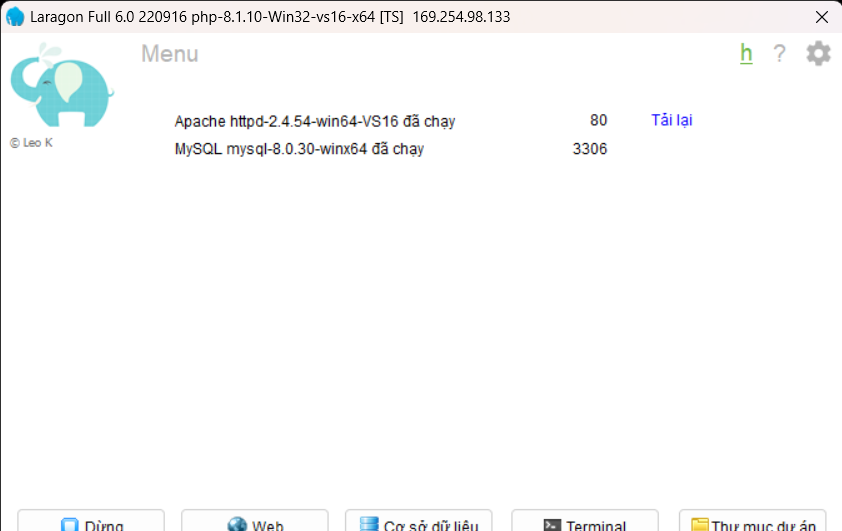 Laragon Full 6.0 220916 php-8.1.10-Win32-vs16-x64 [TS] 169.254.98.133
Menu
h ?
© Leo K
Apache httpd-2.4.54-win64-VS16 đã chạy 80 Tải lại
MySQL mysql-8.0.30-winx64 đã chạy 3306
Dừng Web Cơ sở dữ liệu Terminal Thư mục dự án